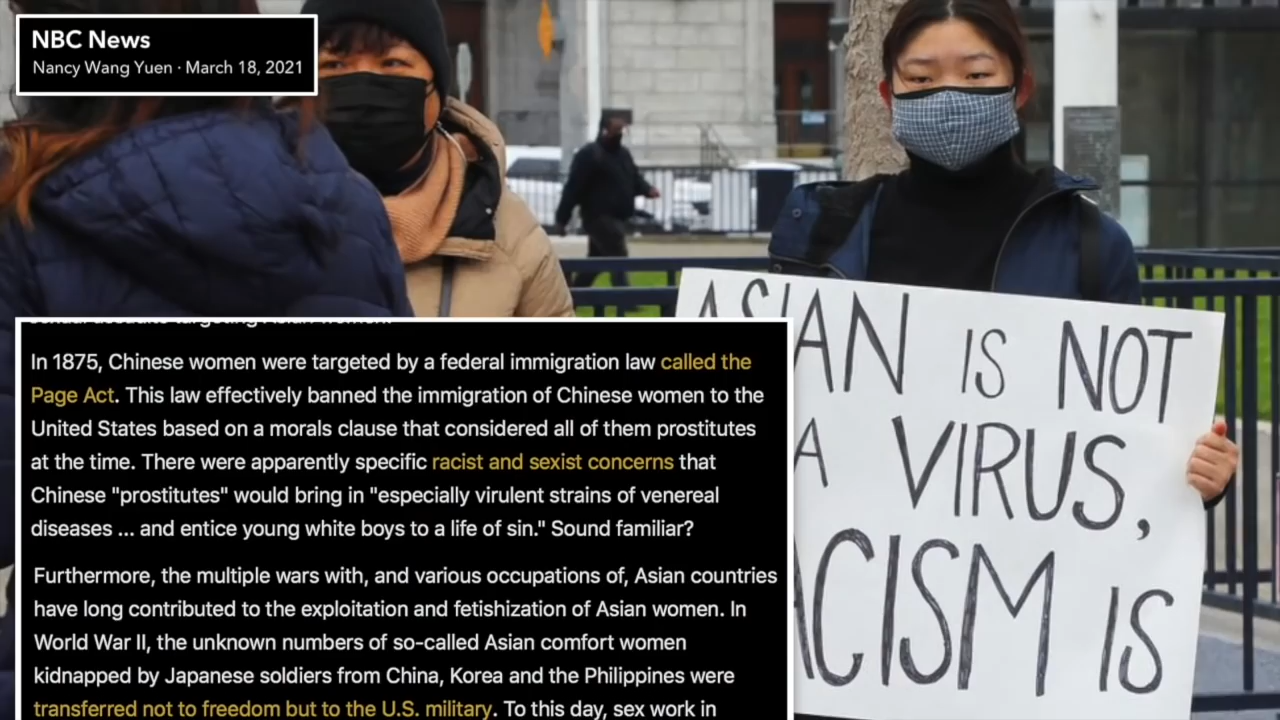 NBC News
Nancy Wang Yuen · March 18, 2021
In 1875, Chinese women were targeted by a federal immigration law called the
Page Act. This law effectively banned the immigration of Chinese women to the
United States based on a morals clause that considered all of them prostitutes
at the time. There were apparently specific racist and sexist concerns that
Chinese "prostitutes" would bring in "especially virulent strains of venereal
diseases ... and entice young white boys to a life of sin." Sound familiar?
Furthermore, the multiple wars with, and various occupations of, Asian countries
have long contributed to the exploitation and fetishization of Asian women. In
World War II, the unknown numbers of so-called Asian comfort women
kidnapped by Japanese soldiers from China, Korea and the Philippines were
transferred not to freedom but to the U.S. military. To this day, sex work in
ASIAN IS NOT
A VIRUS,
ACISM IS